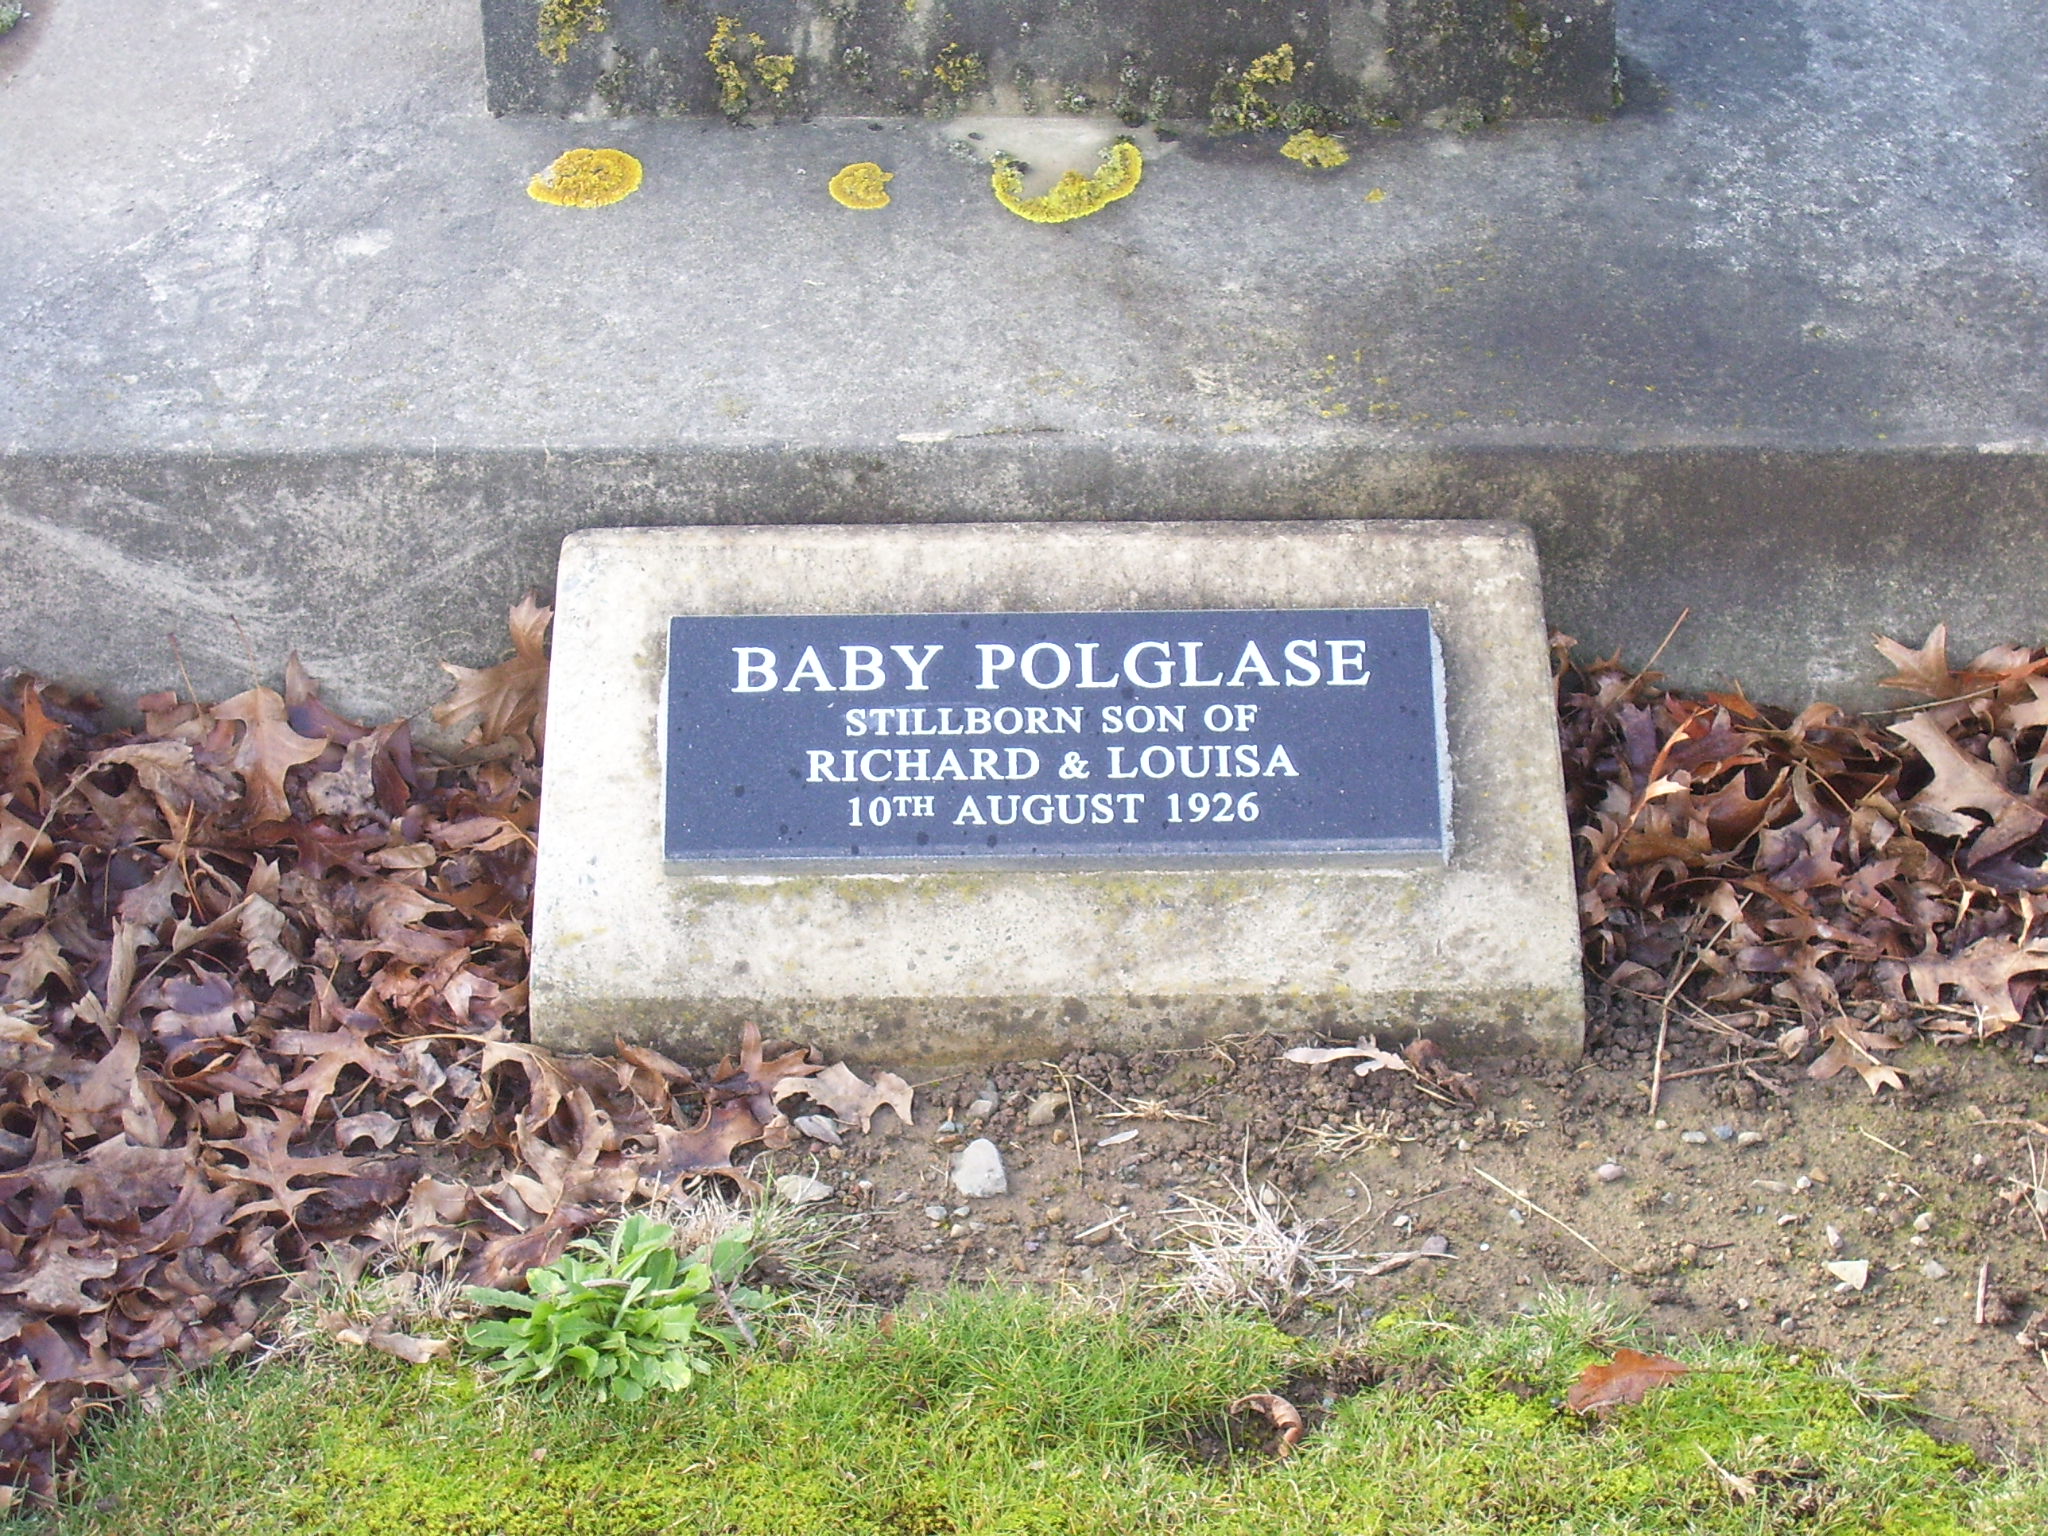 BABY POLGLASE
STILLBORN SON OF
RICHARD & LOUISA
10TH AUGUST 1926